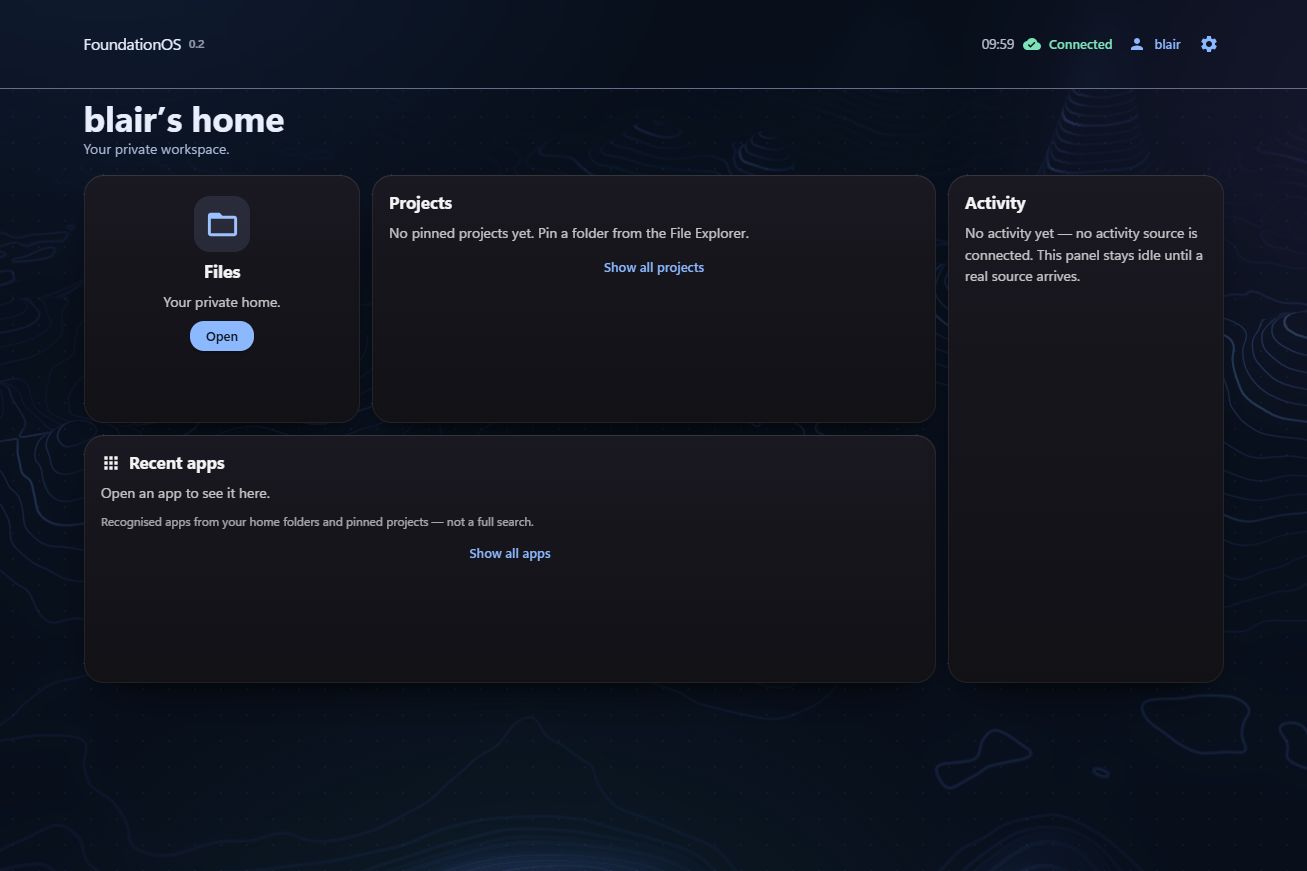 FoundationOS 0.2
09:59 Connected blair
blair’s home
Your private workspace.
Files
Your private home.
Open
Projects
No pinned projects yet. Pin a folder from the File Explorer.
Show all projects
Activity
No activity yet — no activity source is
connected. This panel stays idle until a
real source arrives.
Recent apps
Open an app to see it here.
Recognised apps from your home folders and pinned projects — not a full search.
Show all apps